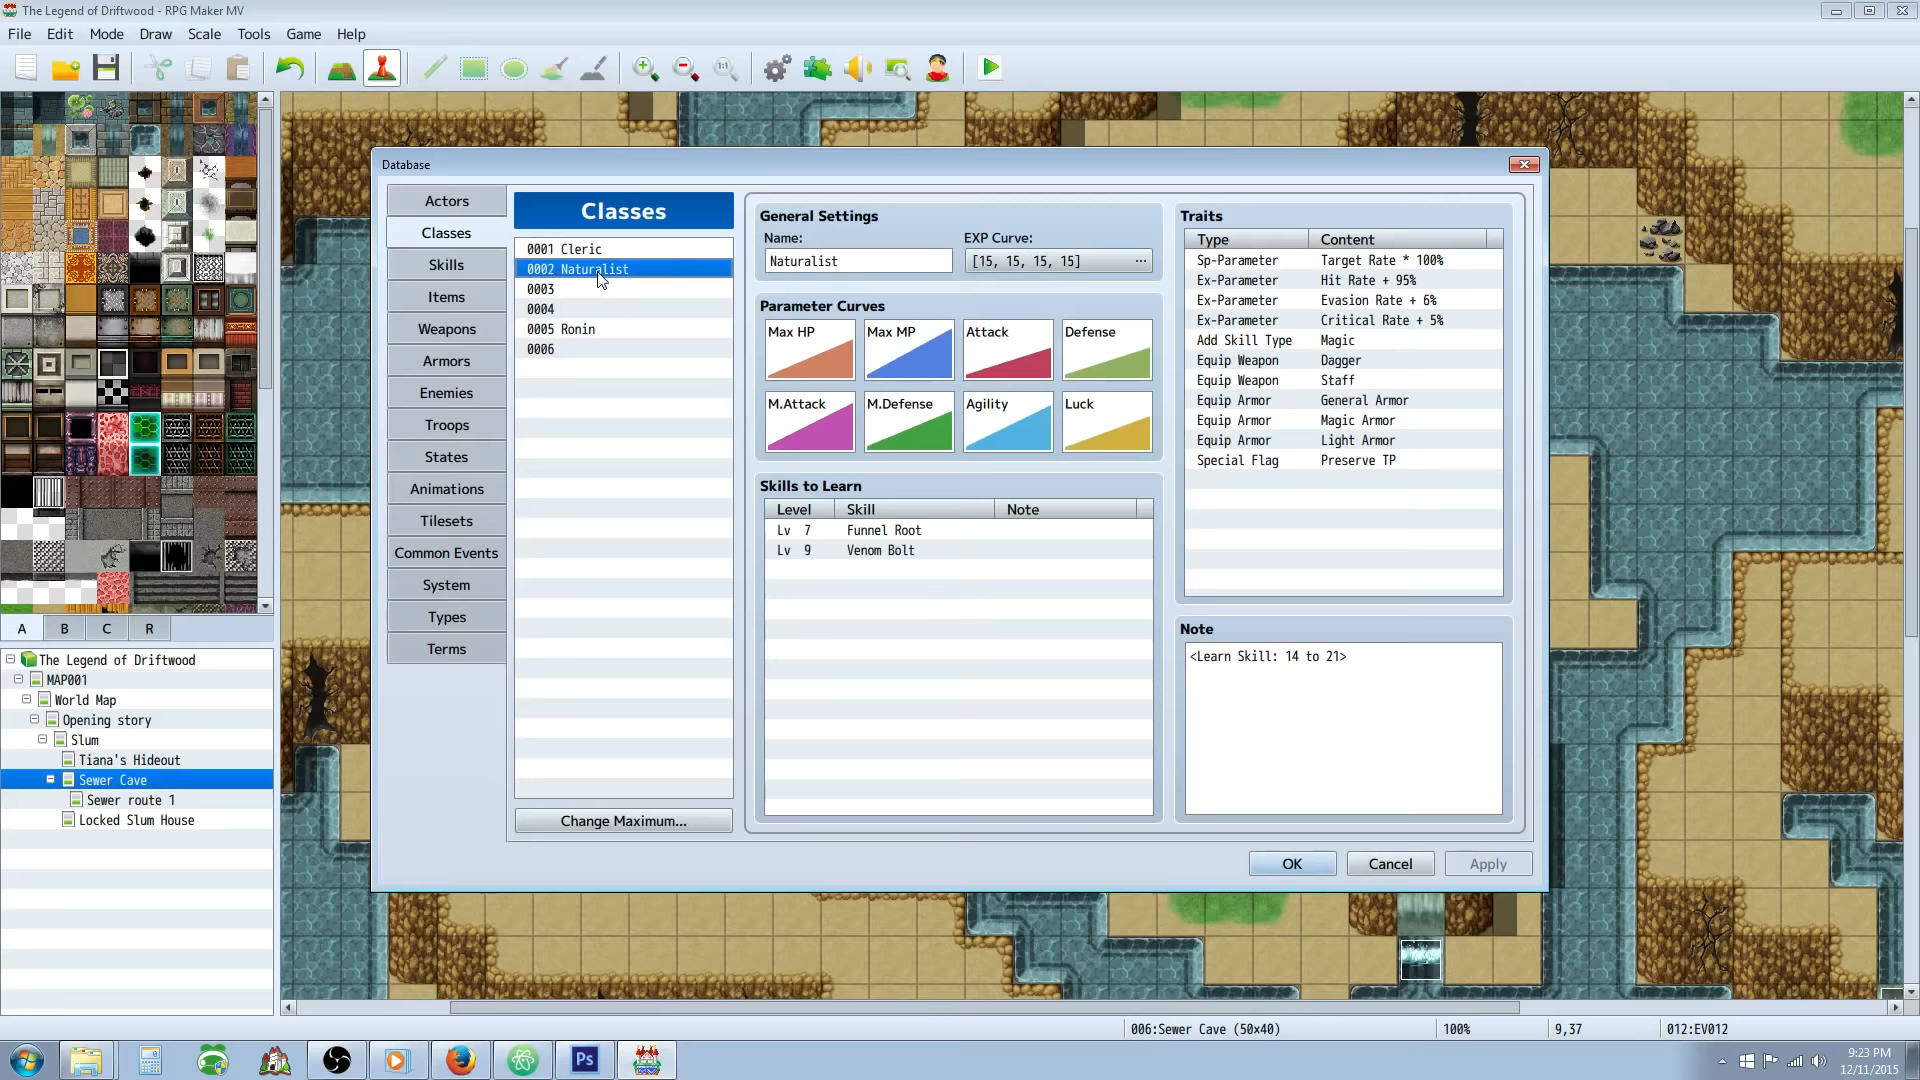 The Legend of Driftwood - RPG Maker MV
File Edit Mode Draw Scale Tools Game Help
1:1
Database
Actors
Classes
Skills
Items
Weapons
Armors
Enemies
Troops
States
Animations
Tilesets
Common Events
System
Types
Terms
Classes
0001 Cleric
0002 Naturalist
0003
0004
0005 Ronin
0006
Change Maximum...
General Settings
Name: EXP Curve:
Naturalist [15, 15, 15, 15] ...
Parameter Curves
Max HP Max MP Attack Defense
M.Attack M.Defense Agility Luck
Skills to Learn
Level Skill Note
Lv 7 Funnel Root
Lv 9 Venom Bolt
Traits
Type Content
Sp-Parameter Target Rate * 100%
Ex-Parameter Hit Rate + 95%
Ex-Parameter Evasion Rate + 6%
Ex-Parameter Critical Rate + 5%
Add Skill Type Magic
Equip Weapon Dagger
Equip Weapon Staff
Equip Armor General Armor
Equip Armor Magic Armor
Equip Armor Light Armor
Special Flag Preserve TP
Note
<Learn Skill: 14 to 21>
OK Cancel Apply
A B C R
The Legend of Driftwood
MAP001
World Map
Opening story
Slum
Tiana's Hideout
Sewer Cave
Sewer route 1
Locked Slum House
006:Sewer Cave (50x40) 100% 9,37 012:EV012
Ps
9:23 PM
12/11/2015